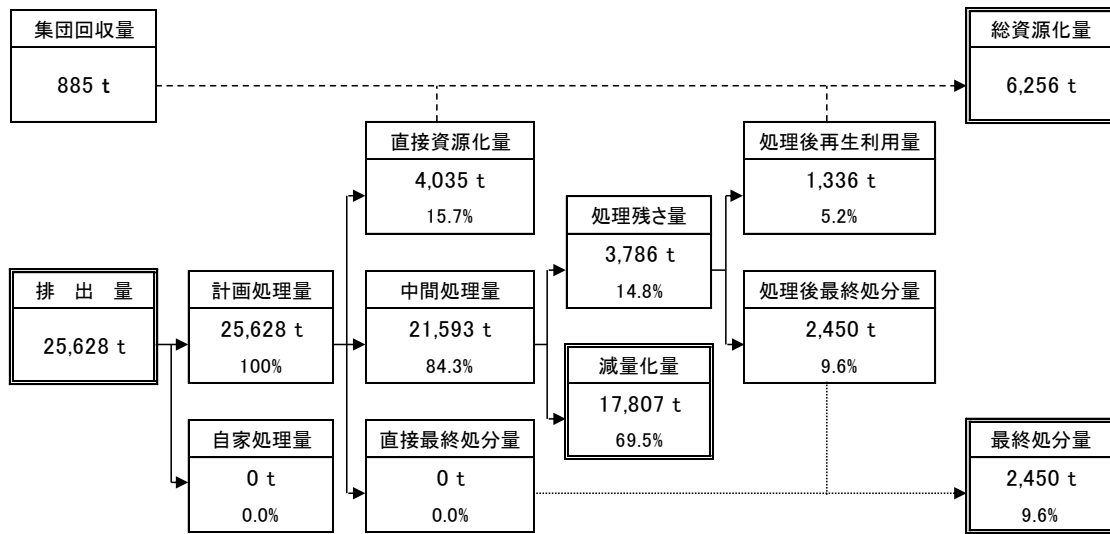 集団回収量
885 t
総資源化量
6,256 t
直接資源化量
4,035 t
15.7%
処理後再生利用量
1,336 t
5.2%
処理残さ量
3,786 t
14.8%
排 出 量
25,628 t
計画処理量
25,628 t
100%
中間処理量
21,593 t
84.3%
処理後最終処分量
2,450 t
9.6%
減量化量
17,807 t
69.5%
自家処理量
0 t
0.0%
直接最終処分量
0 t
0.0%
最終処分量
2,450 t
9.6%